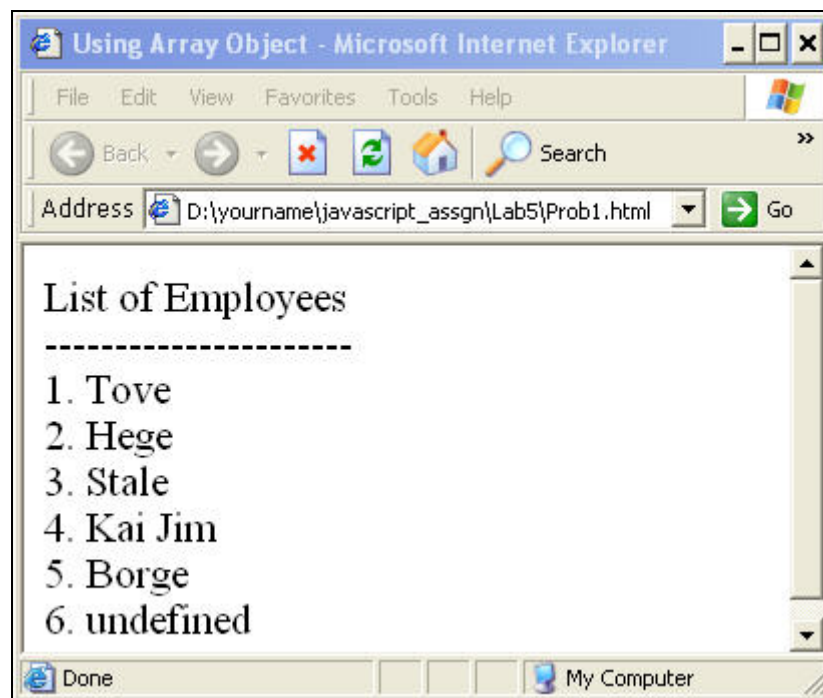 Using Array Object - Microsoft Internet Explorer
File Edit View Favorites Tools Help
Back Search »
Address D:\yourname\javascript_assgn\Lab5\Prob1.html Go
List of Employees
----------------------
1. Tove
2. Hege
3. Stale
4. Kai Jim
5. Borge
6. undefined
Done My Computer